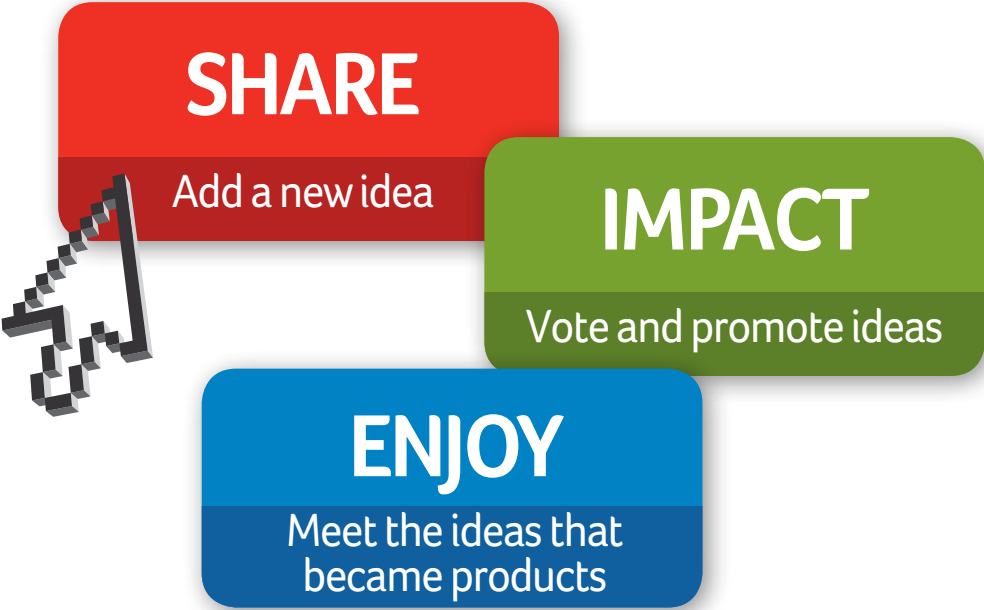 SHARE
Add a new idea
IMPACT
Vote and promote ideas
ENJOY
Meet the ideas that
became products